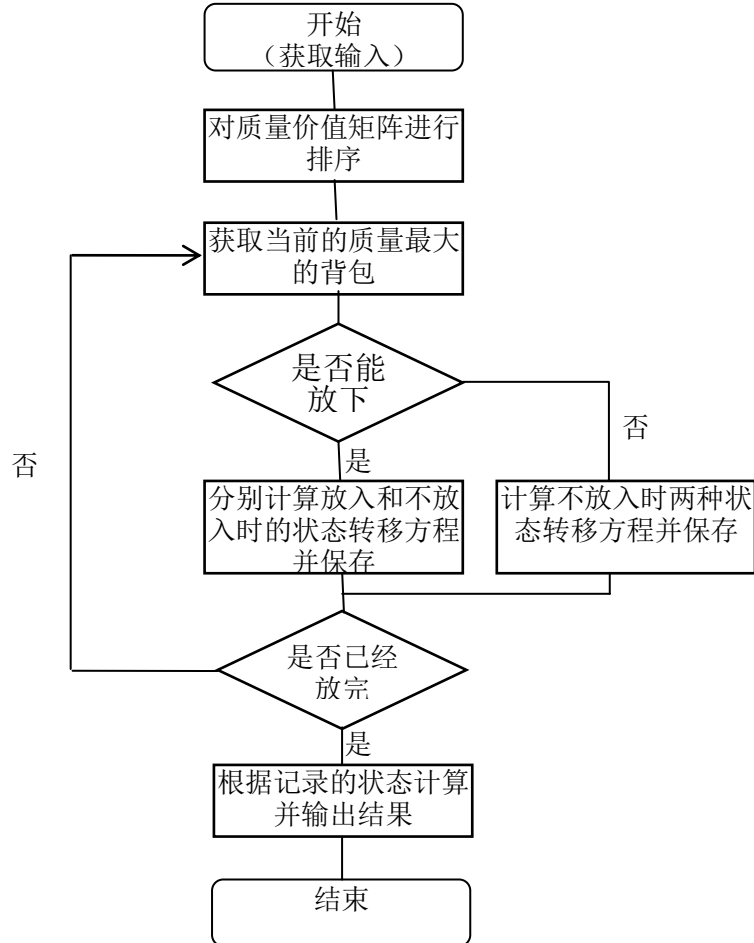 开始
（获取输入）
对质量价值矩阵进行
排序
获取当前的质量最大
的背包
是否能
放下
否
否
是
分别计算放入和不放
入时的状态转移方程
并保存
计算不放入时两种状
态转移方程并保存
是否已经
放完
是
根据记录的状态计算
并输出结果
结束